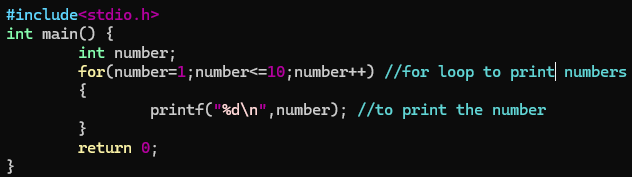 #include<stdio.h>
int main() {
        int number;
        for(number=1;number<=10;number++) //for loop to print numbers
        {
                printf("%d\n",number); //to print the number
        }
        return 0;
}